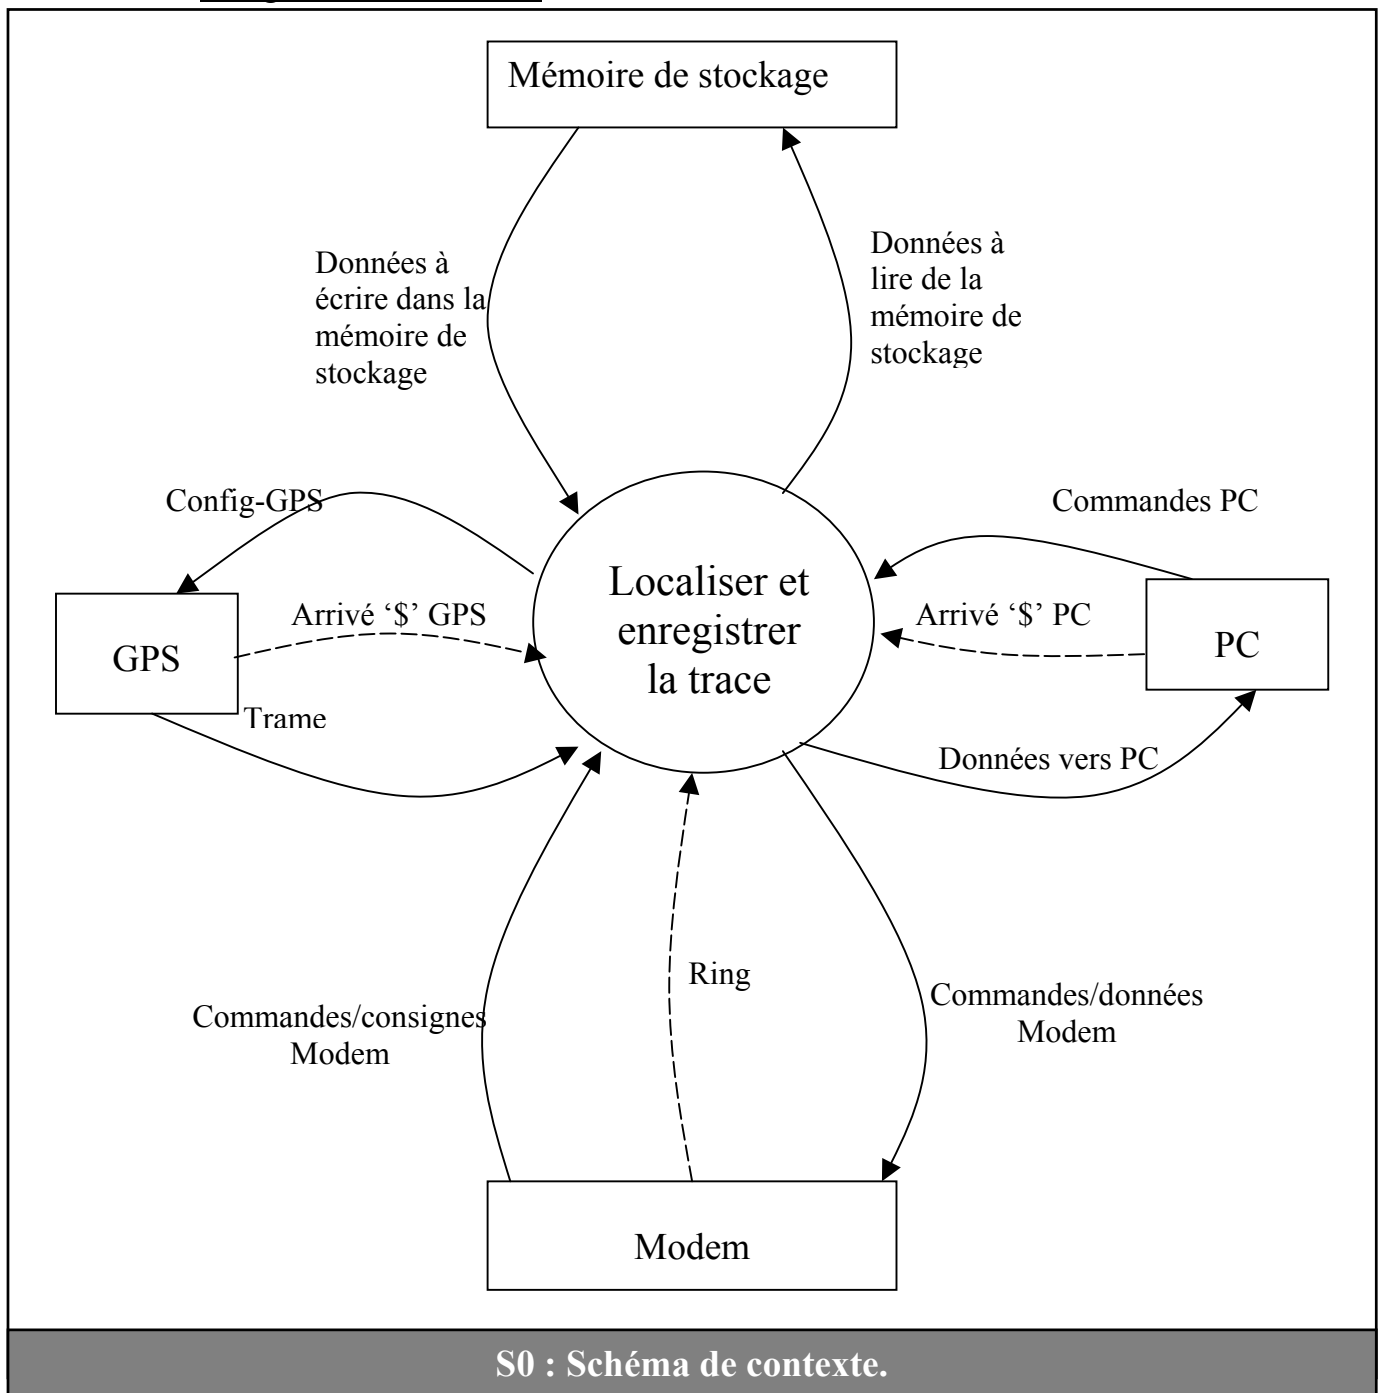 Mémoire de stockage
Données à
écrire dans la
mémoire de
stockage
Données à
lire de la
mémoire de
stockage
Config-GPS
Commandes PC
Arrivé ‘$’ GPS
Localiser et
enregistrer
la trace
Arrivé ‘$’ PC
GPS
PC
Trame
Données vers PC
Ring
Commandes/consignes
Modem
Commandes/données
Modem
Modem
S0 : Schéma de contexte.